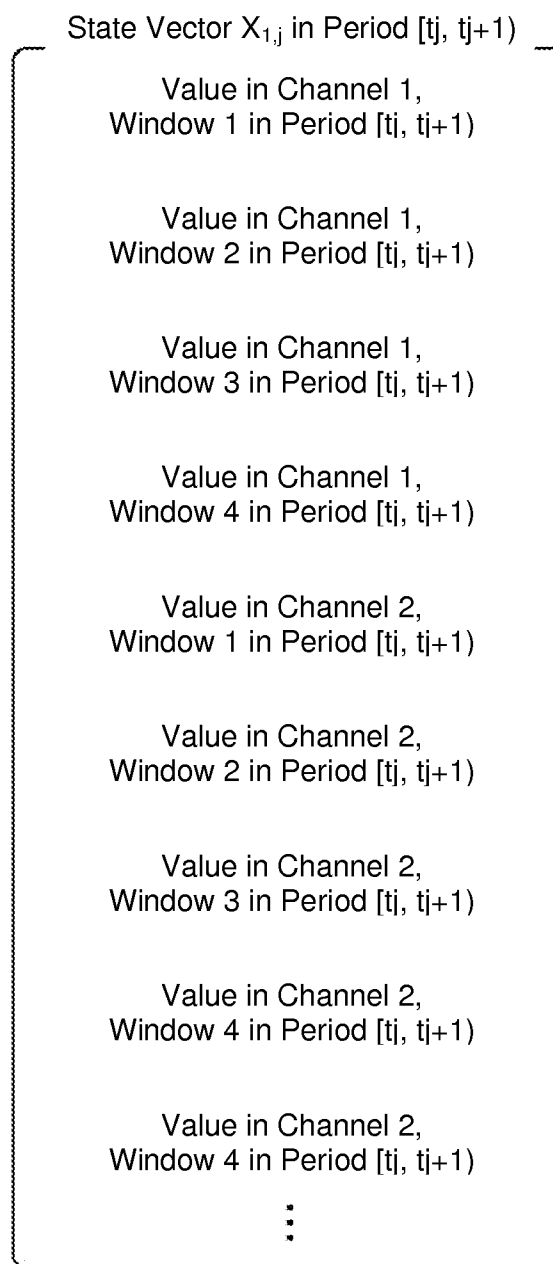 State Vector X1,j in Period [tj, tj+1)
Value in Channel 1,
Window 1 in Period [tj, tj+1)
Value in Channel 1,
Window 2 in Period [tj, tj+1)
Value in Channel 1,
Window 3 in Period [tj, tj+1)
Value in Channel 1,
Window 4 in Period [tj, tj+1)
Value in Channel 2,
Window 1 in Period [tj, tj+1)
Value in Channel 2,
Window 2 in Period [tj, tj+1)
Value in Channel 2,
Window 3 in Period [tj, tj+1)
Value in Channel 2,
Window 4 in Period [tj, tj+1)
Value in Channel 2,
Window 4 in Period [tj, tj+1)
⋮